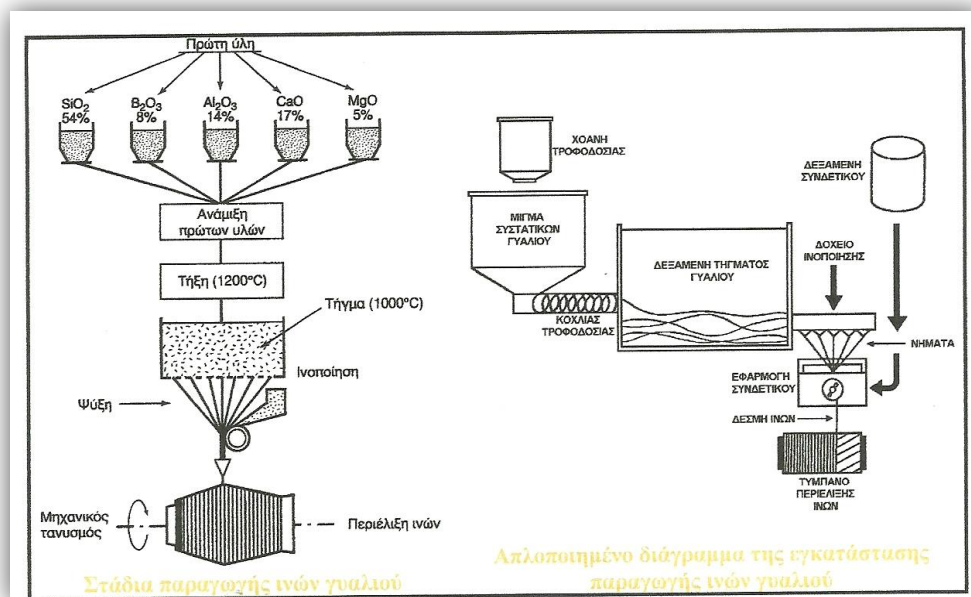 Πρώτη ύλη
SiO₂
54%
B₂O₃
8%
Al₂O₃
14%
CaO
17%
MgO
5%
Ανάμιξη
πρώτων υλών
Τήξη (1200°C)
Τήγμα (1000°C)
Ινοποίηση
Ψύξη
Μηχανικός
τανυσμός
Περιέλιξη ινών
Στάδια παραγωγής ινών γυαλιού
ΧΟΑΝΗ
ΤΡΟΦΟΔΟΣΙΑΣ
ΜΙΓΜΑ
ΣΥΣΤΑΤΙΚΩΝ
ΓΥΑΛΙΟΥ
ΚΟΧΛΙΑΣ
ΤΡΟΦΟΔΟΣΙΑΣ
ΔΕΞΑΜΕΝΗ ΤΗΓΜΑΤΟΣ
ΓΥΑΛΙΟΥ
ΔΕΞΑΜΕΝΗ
ΣΥΝΔΕΤΙΚΟΥ
ΔΟΧΕΙΟ
ΙΝΟΠΟΙΗΣΗΣ
ΝΗΜΑΤΑ
ΕΦΑΡΜΟΓΗ
ΣΥΝΔΕΤΙΚΟΥ
ΔΕΣΜΗ ΙΝΩΝ
ΤΥΜΠΑΝΟ
ΠΕΡΙΕΛΙΞΗΣ
ΙΝΩΝ
Απλοποιημένο διάγραμμα της εγκατάστασης
παραγωγής ινών γυαλιού